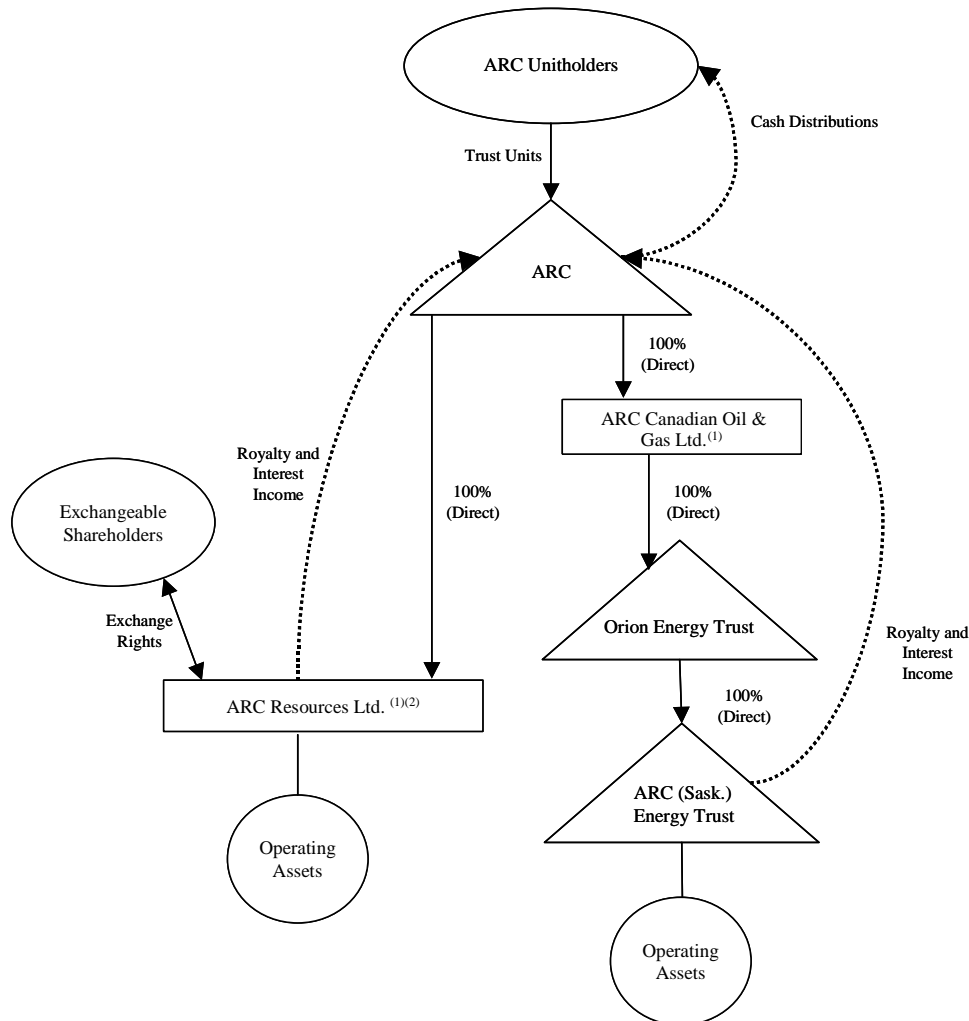 ARC Unitholders
Cash Distributions
Trust Units
ARC
100%
(Direct)
ARC Canadian Oil &
Gas Ltd.(1)
Royalty and
Interest
Income
100%
(Direct)
100%
(Direct)
Exchangeable
Shareholders
Exchange
Rights
Orion Energy Trust
Royalty and
Interest
Income
ARC Resources Ltd. (1)(2)
100%
(Direct)
ARC (Sask.)
Energy Trust
Operating
Assets
Operating
Assets